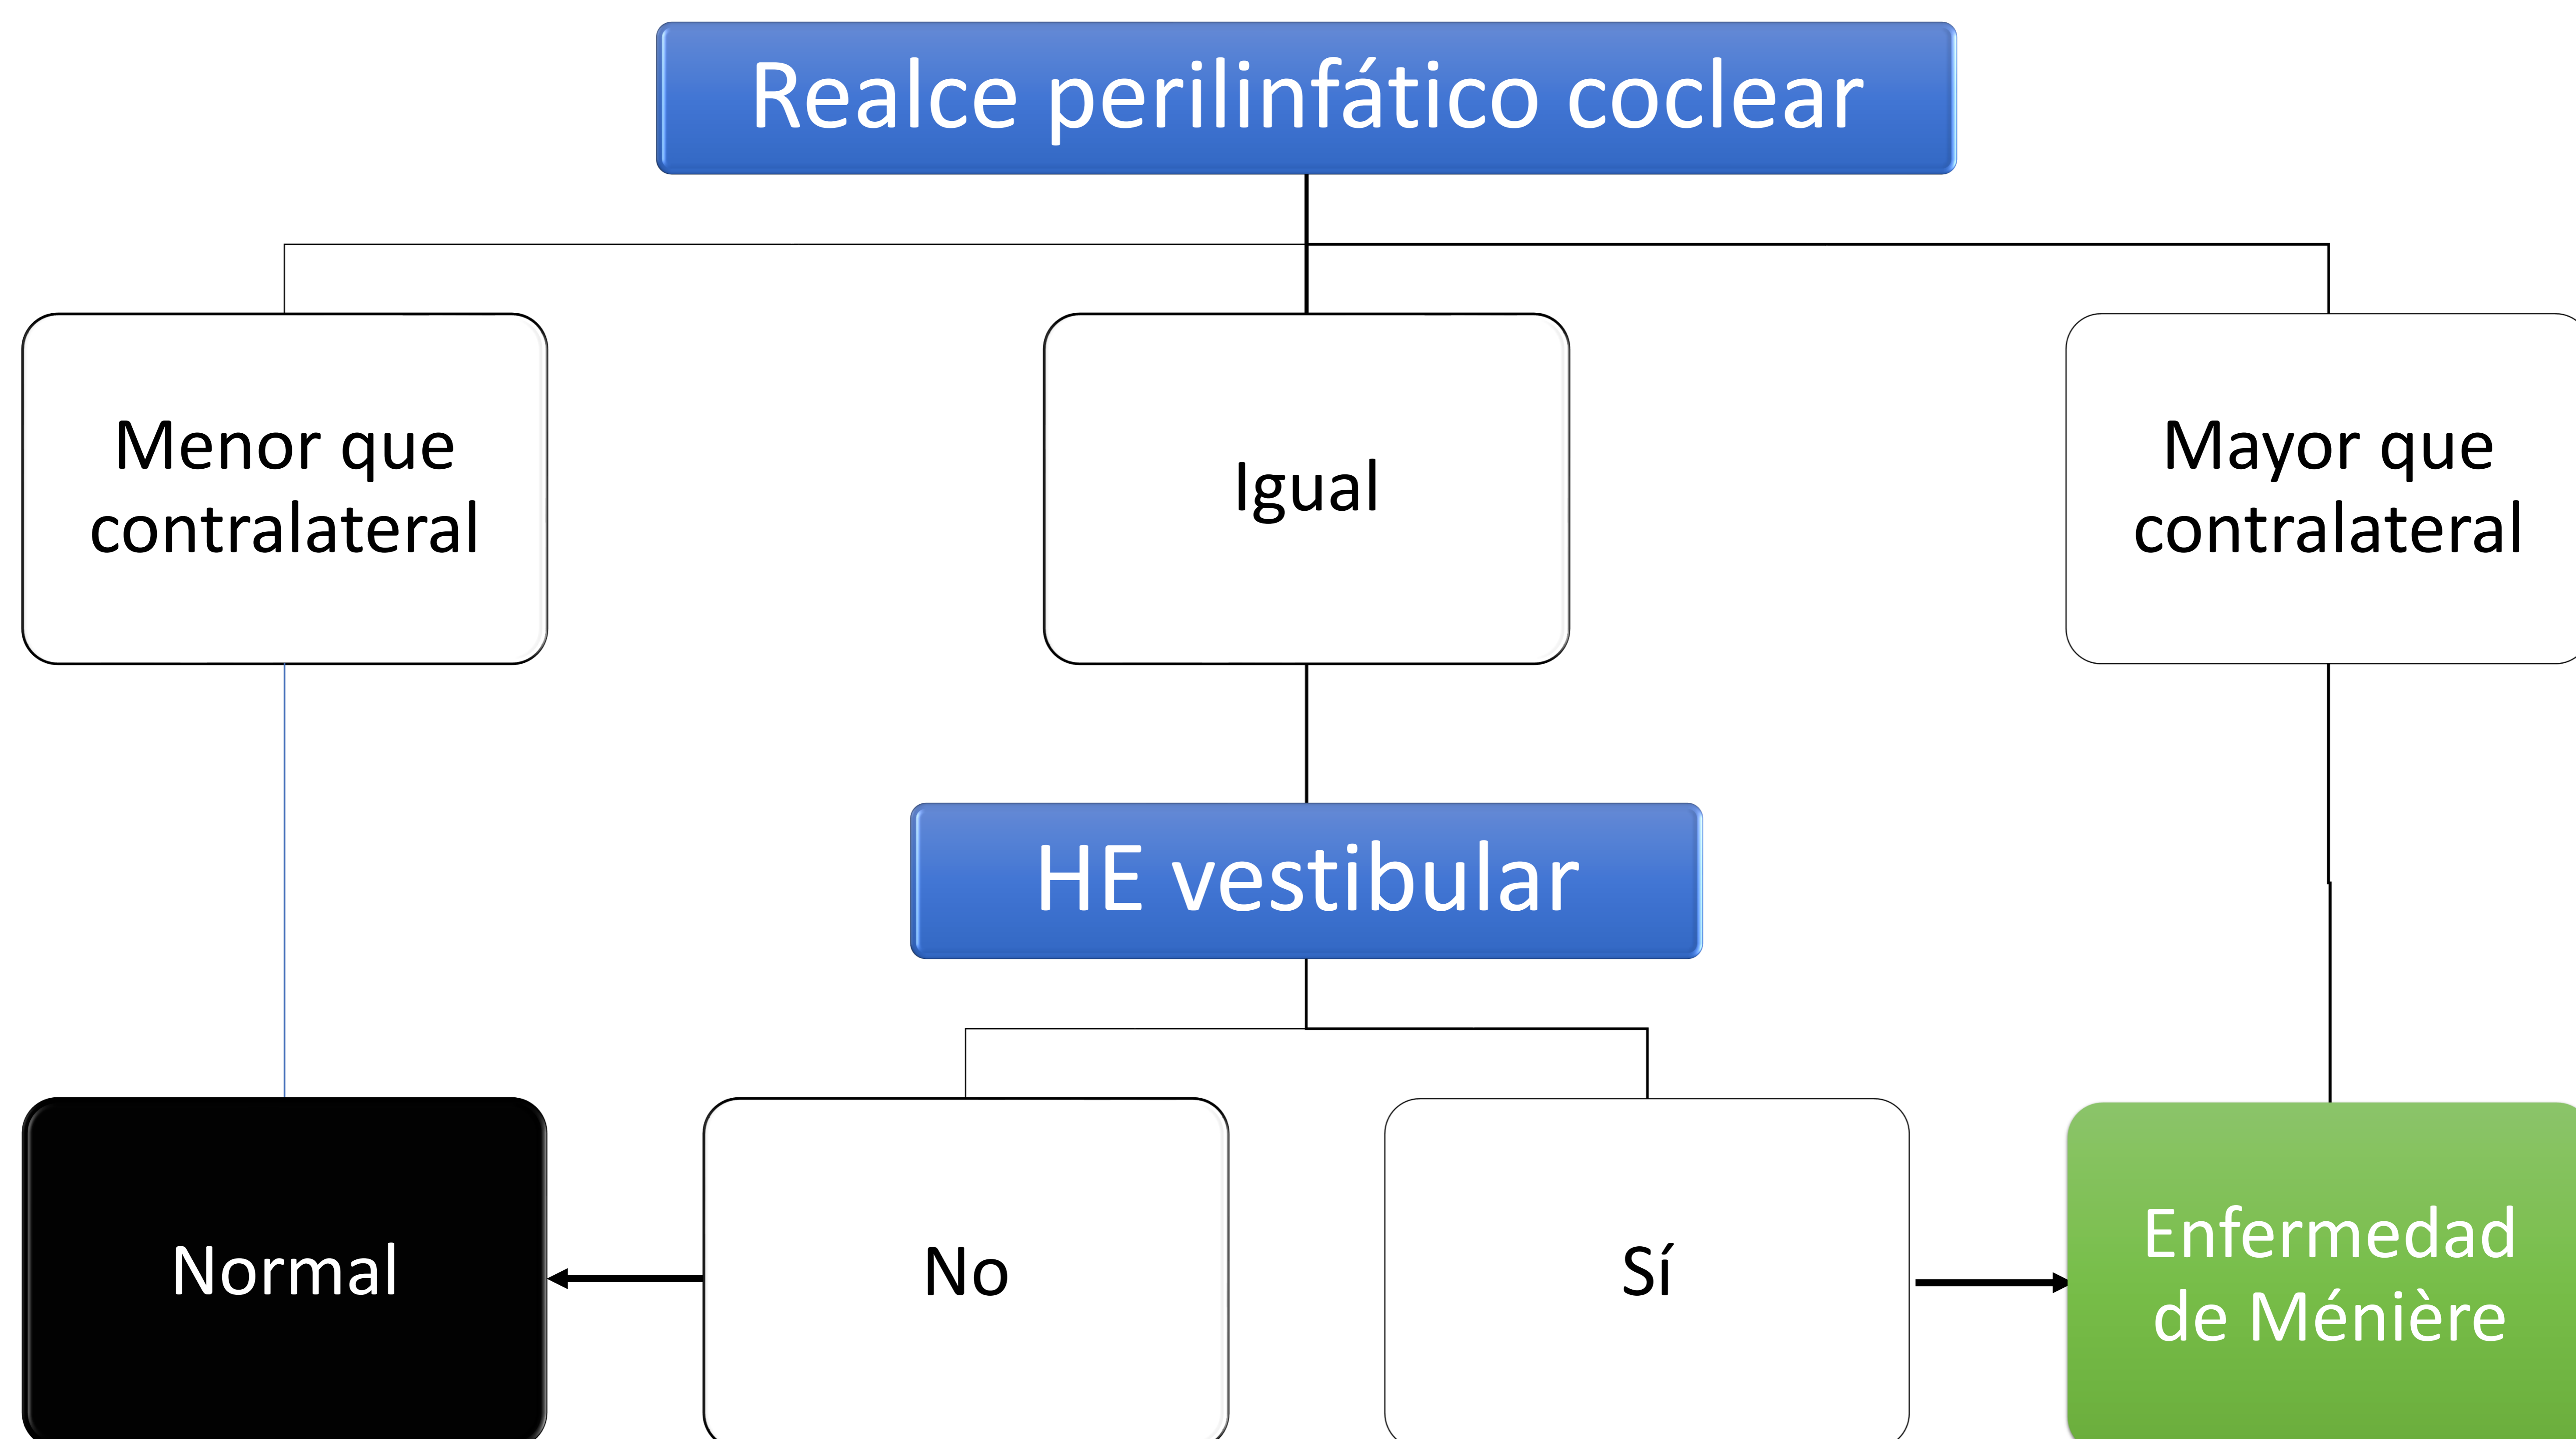 Realce perilinfático coclear
Menor que
contralateral
Igual
Mayor que
contralateral
HE vestibular
Normal
No
Sí
Enfermedad
de Ménière